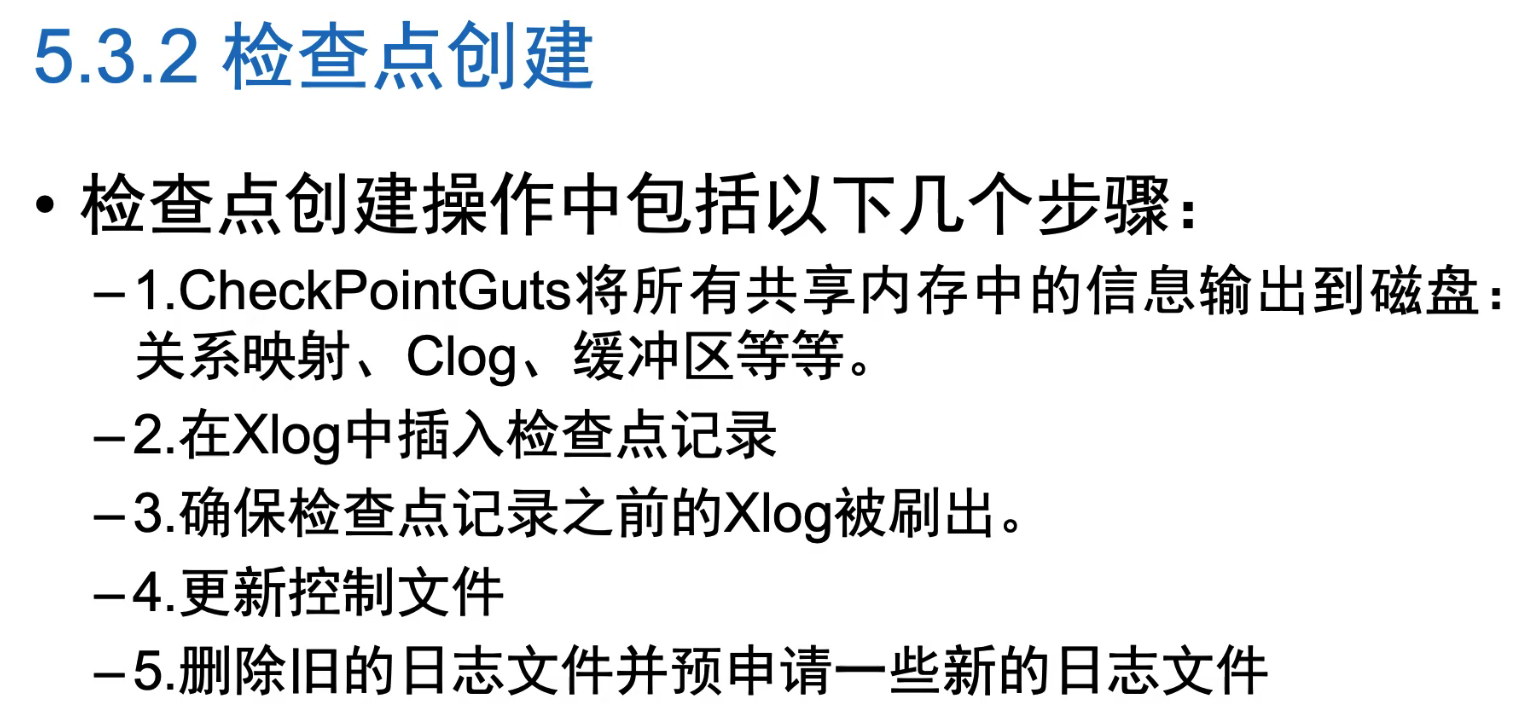 5.3.2 检查点创建
• 检查点创建操作中包括以下几个步骤：
–1.CheckPointGuts将所有共享内存中的信息输出到磁盘：
关系映射、Clog、缓冲区等等。
–2.在Xlog中插入检查点记录
–3.确保检查点记录之前的Xlog被刷出。
–4.更新控制文件
–5.删除旧的日志文件并预申请一些新的日志文件